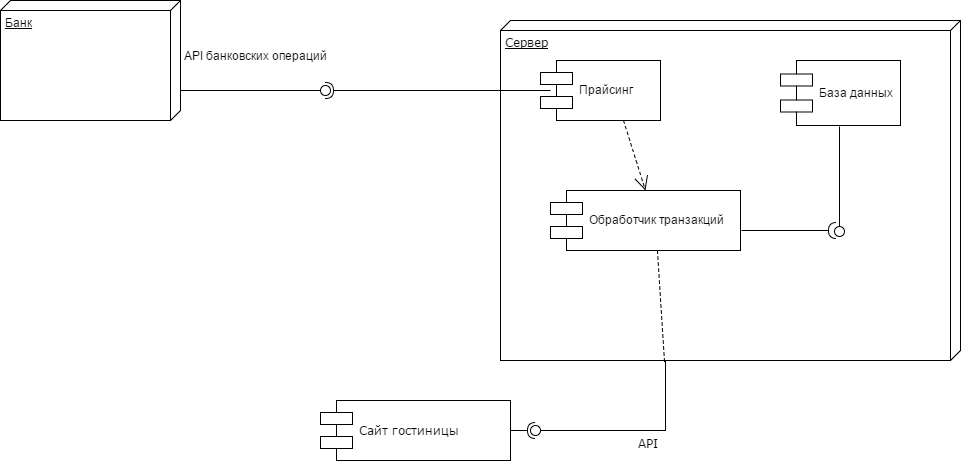 Банк
API банковских операций
Сервер
Прайсинг
База данных
Обработчик транзакций
Сайт гостиницы
API